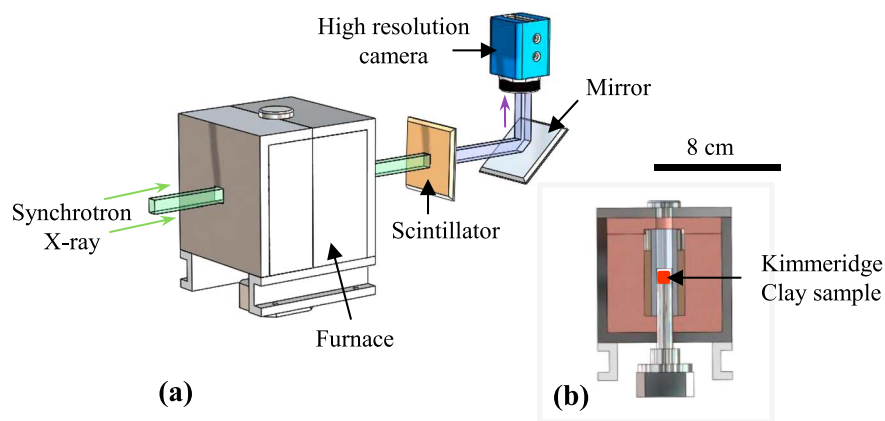 High resolution
camera
Mirror
8 cm
Synchrotron
X-ray
Scintillator
Kimmeridge
Clay sample
Furnace
(a)
(b)